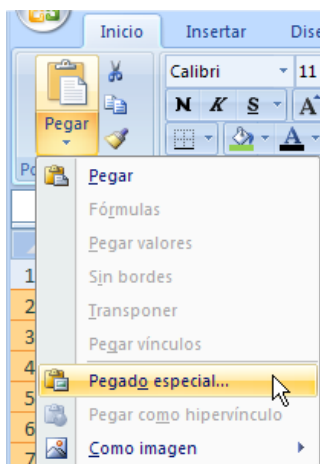 Inicio Insertar Dise
Calibri 11
N K S A
Pegar A
Po
Pegar
Fórmulas
Pegar valores
1 Sin bordes
2 Transponer
3 Pegar vínculos
4
Pegado especial...
5
6 Pegar como hipervínculo
7 Como imagen